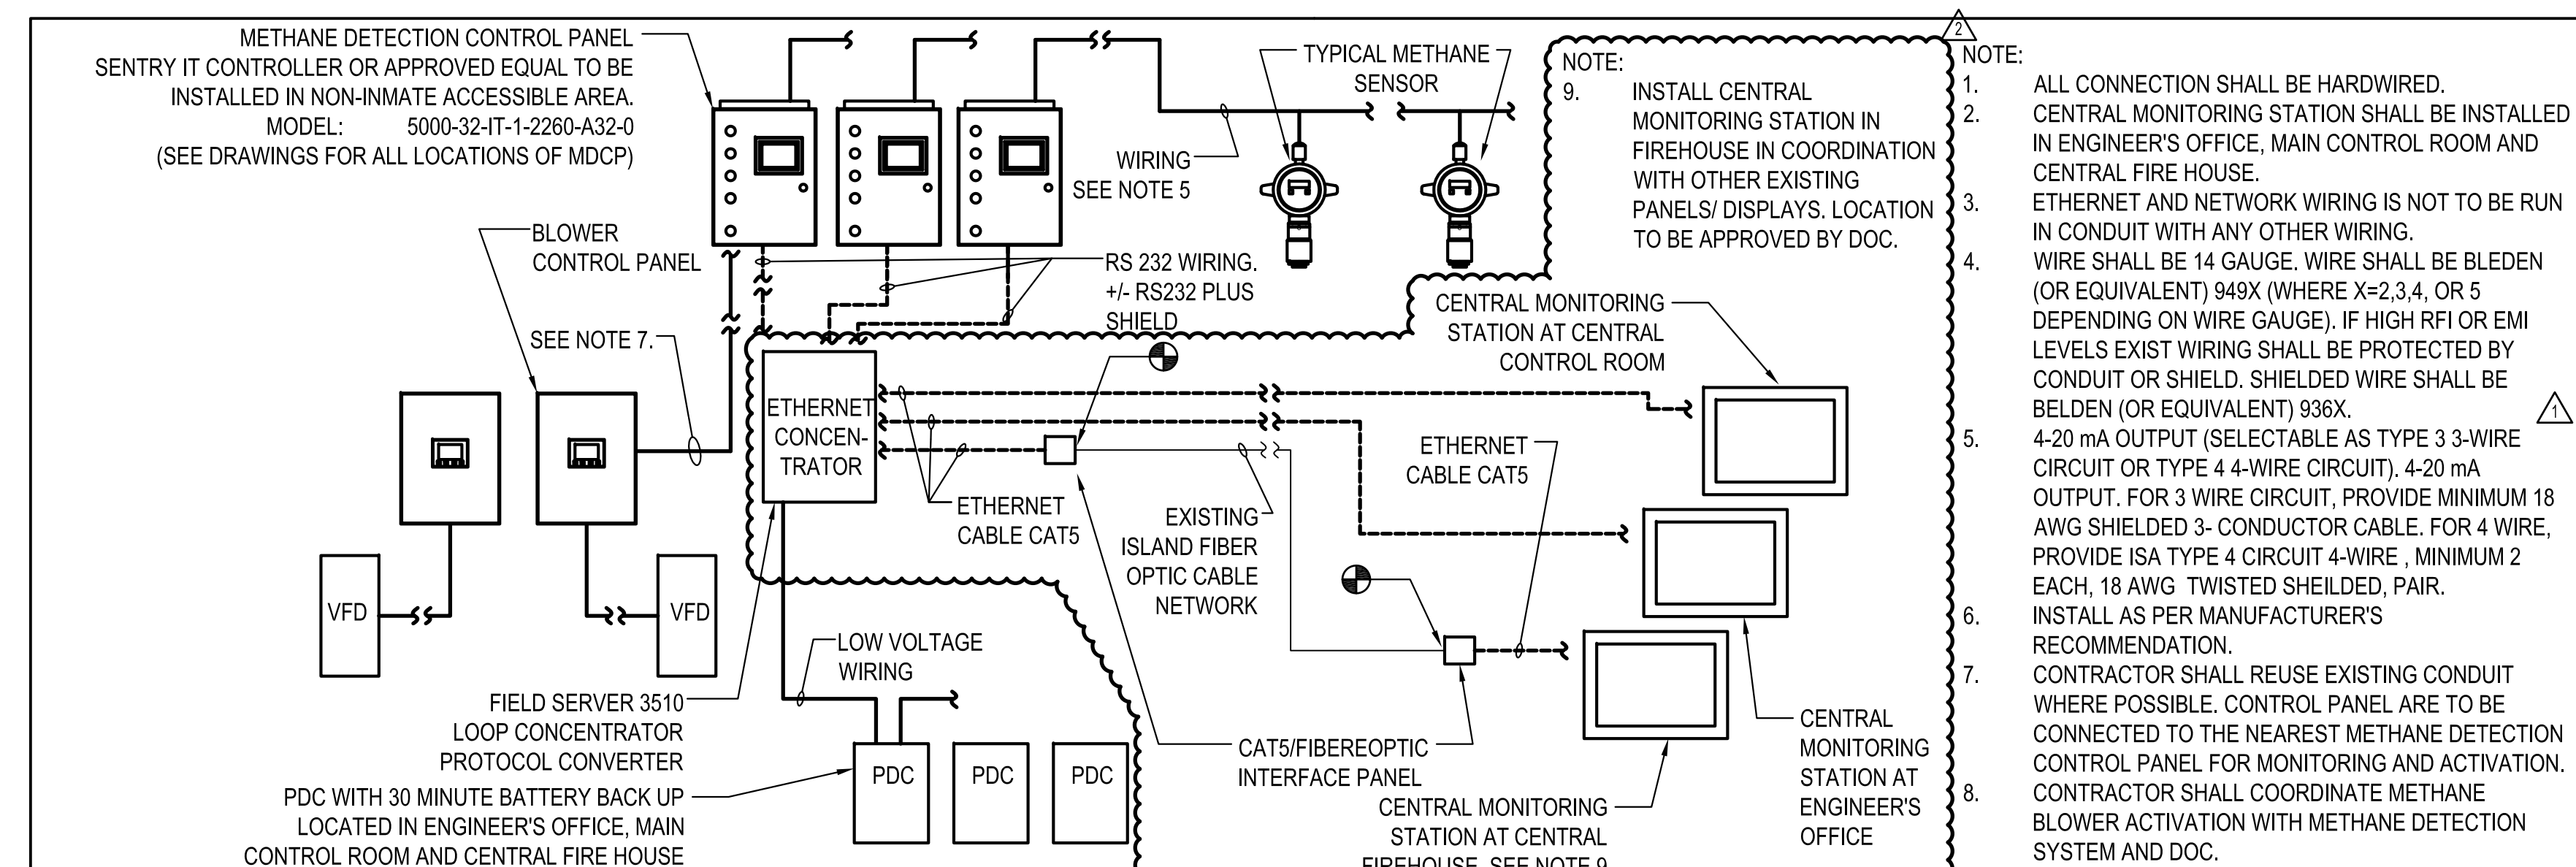 METHANE DETECTION CONTROL PANEL
SENTRY IT CONTROLLER OR APPROVED EQUAL TO BE
INSTALLED IN NON-INMATE ACCESSIBLE AREA.
MODEL: 5000-32-IT-1-2260-A32-0
(SEE DRAWINGS FOR ALL LOCATIONS OF MDCP)
BLOWER
CONTROL PANEL
SEE NOTE 7.
VFD
VFD
WIRING
SEE NOTE 5
TYPICAL METHANE
SENSOR
RS 232 WIRING.
+/- RS232 PLUS
SHIELD
ETHERNET
CONCEN-
TRATOR
ETHERNET
CABLE CAT5
EXISTING
ISLAND FIBER
OPTIC CABLE
NETWORK
ETHERNET
CABLE CAT5
CENTRAL MONITORING
STATION AT CENTRAL
CONTROL ROOM
LOW VOLTAGE
WIRING
FIELD SERVER 3510
LOOP CONCENTRATOR
PROTOCOL CONVERTER
PDC WITH 30 MINUTE BATTERY BACK UP
LOCATED IN ENGINEER'S OFFICE, MAIN
CONTROL ROOM AND CENTRAL FIRE HOUSE
PDC
PDC
PDC
CAT5/FIBEREOPTIC
INTERFACE PANEL
CENTRAL MONITORING
STATION AT CENTRAL
FIREHOUSE. SEE NOTE 9
CENTRAL
MONITORING
STATION AT
ENGINEER'S
OFFICE
NOTE:
9. INSTALL CENTRAL
MONITORING STATION IN
FIREHOUSE IN COORDINATION
WITH OTHER EXISTING
PANELS/ DISPLAYS. LOCATION
TO BE APPROVED BY DOC.
2
NOTE:
1. ALL CONNECTION SHALL BE HARDWIRED.
2. CENTRAL MONITORING STATION SHALL BE INSTALLED
IN ENGINEER'S OFFICE, MAIN CONTROL ROOM AND
CENTRAL FIRE HOUSE.
3. ETHERNET AND NETWORK WIRING IS NOT TO BE RUN
IN CONDUIT WITH ANY OTHER WIRING.
4. WIRE SHALL BE 14 GAUGE. WIRE SHALL BE BLEDEN
(OR EQUIVALENT) 949X (WHERE X=2,3,4, OR 5
DEPENDING ON WIRE GAUGE). IF HIGH RFI OR EMI
LEVELS EXIST WIRING SHALL BE PROTECTED BY
CONDUIT OR SHIELD. SHIELDED WIRE SHALL BE
BELDEN (OR EQUIVALENT) 936X.
1
5. 4-20 mA OUTPUT (SELECTABLE AS TYPE 3 3-WIRE
CIRCUIT OR TYPE 4 4-WIRE CIRCUIT). 4-20 mA
OUTPUT. FOR 3 WIRE CIRCUIT, PROVIDE MINIMUM 18
AWG SHIELDED 3- CONDUCTOR CABLE. FOR 4 WIRE,
PROVIDE ISA TYPE 4 CIRCUIT 4-WIRE , MINIMUM 2
EACH, 18 AWG TWISTED SHEILDED, PAIR.
6. INSTALL AS PER MANUFACTURER'S
RECOMMENDATION.
7. CONTRACTOR SHALL REUSE EXISTING CONDUIT
WHERE POSSIBLE. CONTROL PANEL ARE TO BE
CONNECTED TO THE NEAREST METHANE DETECTION
CONTROL PANEL FOR MONITORING AND ACTIVATION.
8. CONTRACTOR SHALL COORDINATE METHANE
BLOWER ACTIVATION WITH METHANE DETECTION
SYSTEM AND DOC.